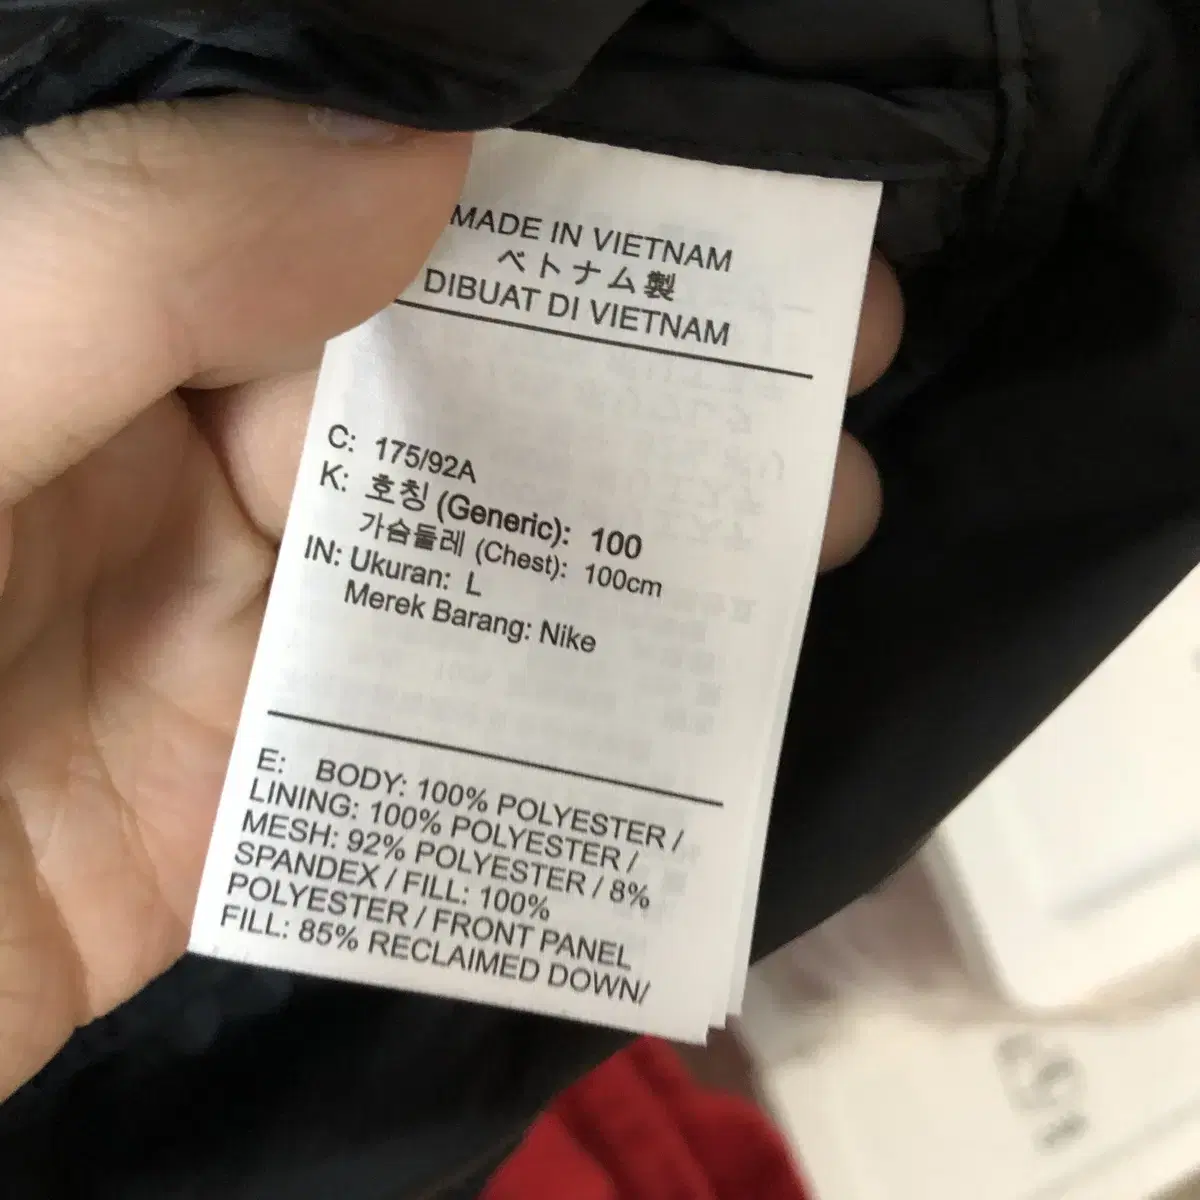 MADE IN VIETNAM
ベトナム製
DIBUAT DI VIETNAM
C: 175/92A
K: 호칭 (Generic): 100
가슴둘레 (Chest): 100cm
IN: Ukuran: L
Merek Barang: Nike
E: BODY: 100% POLYESTER /
LINING: 100% POLYESTER /
MESH: 92% POLYESTER / 8%
SPANDEX / FILL: 100%
POLYESTER / FRONT PANEL
FILL: 85% RECLAIMED DOWN/